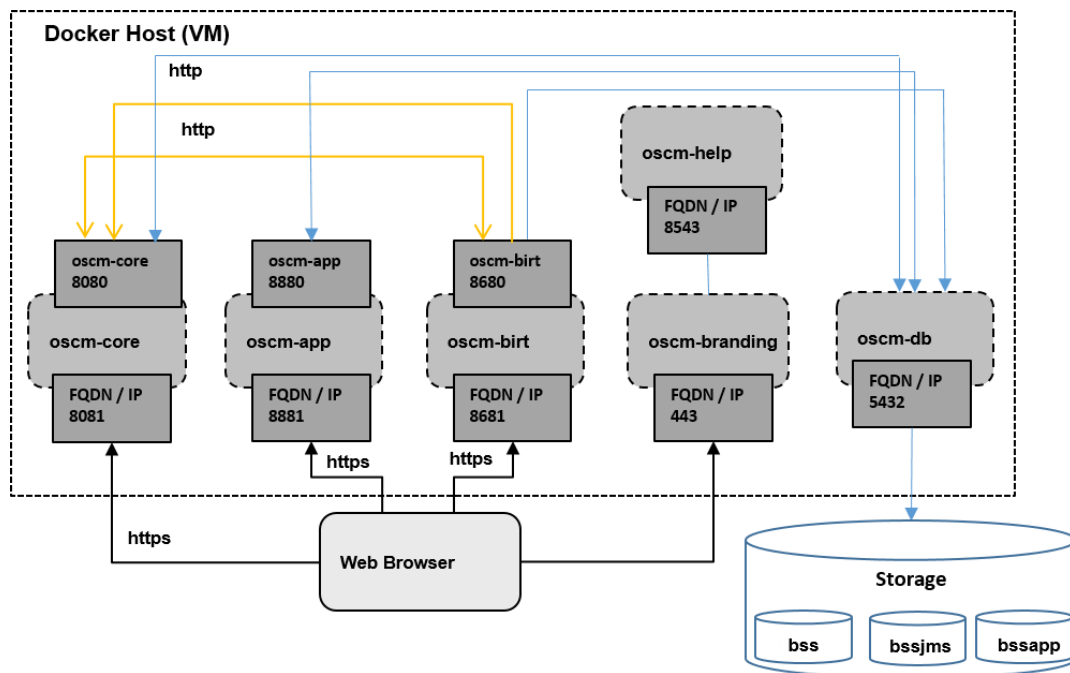 Docker Host (VM)
http
http
oscm-help
FQDN / IP
8543
oscm-core
8080
oscm-app
8880
oscm-birt
8680
oscm-core
oscm-app
oscm-birt
oscm-branding
oscm-db
FQDN / IP
8081
FQDN / IP
8881
FQDN / IP
8681
FQDN / IP
443
FQDN / IP
5432
https
https
https
Web Browser
Storage
bss
bssjms
bssapp